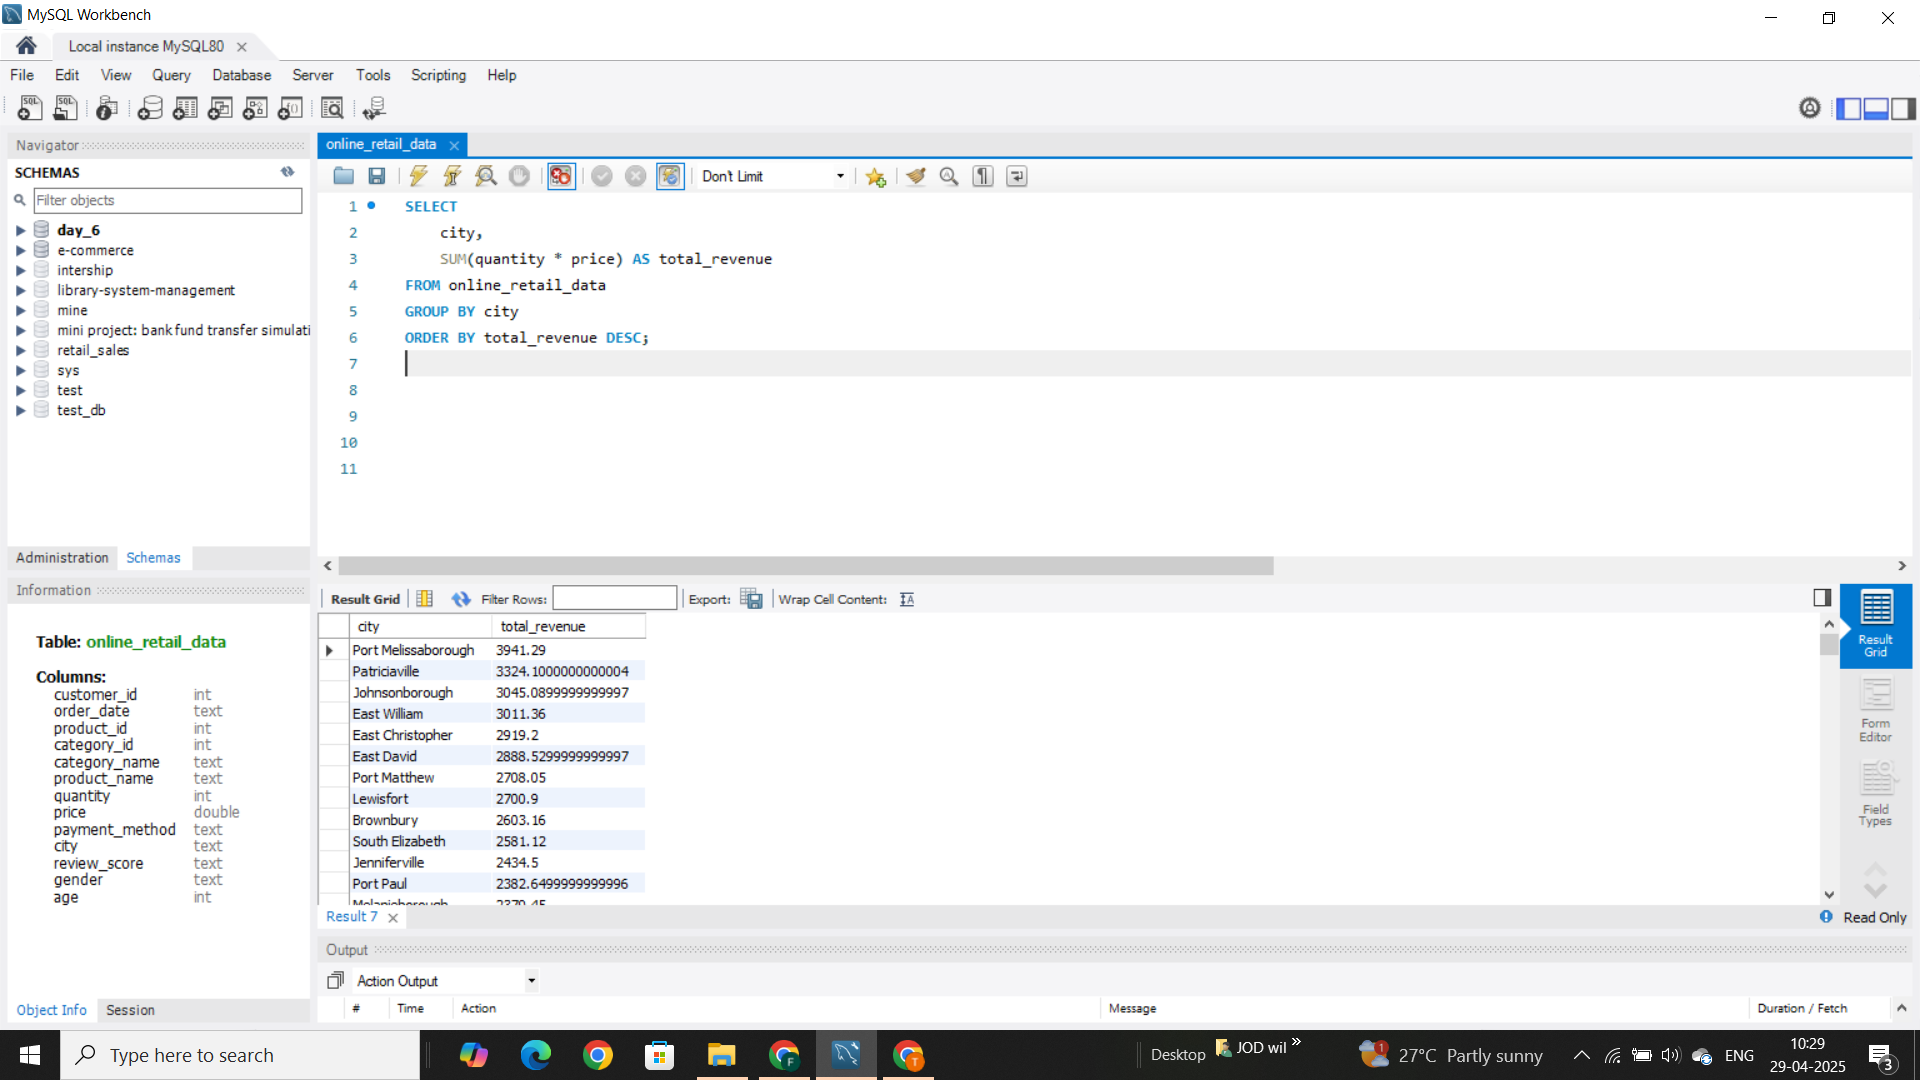 MySQL Workbench
Local instance MySQL80
File Edit View Query Database Server Tools Scripting Help
Navigator
SCHEMAS
Filter objects
day_6
e-commerce
intership
library-system-management
mine
mini project: bank fund transfer simulati
retail_sales
sys
test
test_db
Administration Schemas
Information
Table: online_retail_data
Columns:
customer_id int
order_date text
product_id int
category_id int
category_name text
product_name text
quantity int
price double
payment_method text
city text
review_score text
gender text
age int
Object Info Session
online_retail_data
Don't Limit
1 SELECT
2 city,
3 SUM(quantity * price) AS total_revenue
4 FROM online_retail_data
5 GROUP BY city
6 ORDER BY total_revenue DESC;
7
8
9
10
11
Result Grid Filter Rows: Export: Wrap Cell Content:
city total_revenue
Port Melissaborough 3941.29
Patriciaville 3324.1000000000004
Johnsonborough 3045.0899999999997
East William 3011.36
East Christopher 2919.2
East David 2888.5299999999997
Port Matthew 2708.05
Lewisfort 2700.9
Brownbury 2603.16
South Elizabeth 2581.12
Jenniferville 2434.5
Port Paul 2382.6499999999996
Melanieborough 2370.45
Result Grid
Form Editor
Field Types
Result 7
Read Only
Output
Action Output
# Time Action Message Duration / Fetch
Type here to search
Desktop JOD wil
27°C Partly sunny
ENG
10:29
29-04-2025
3